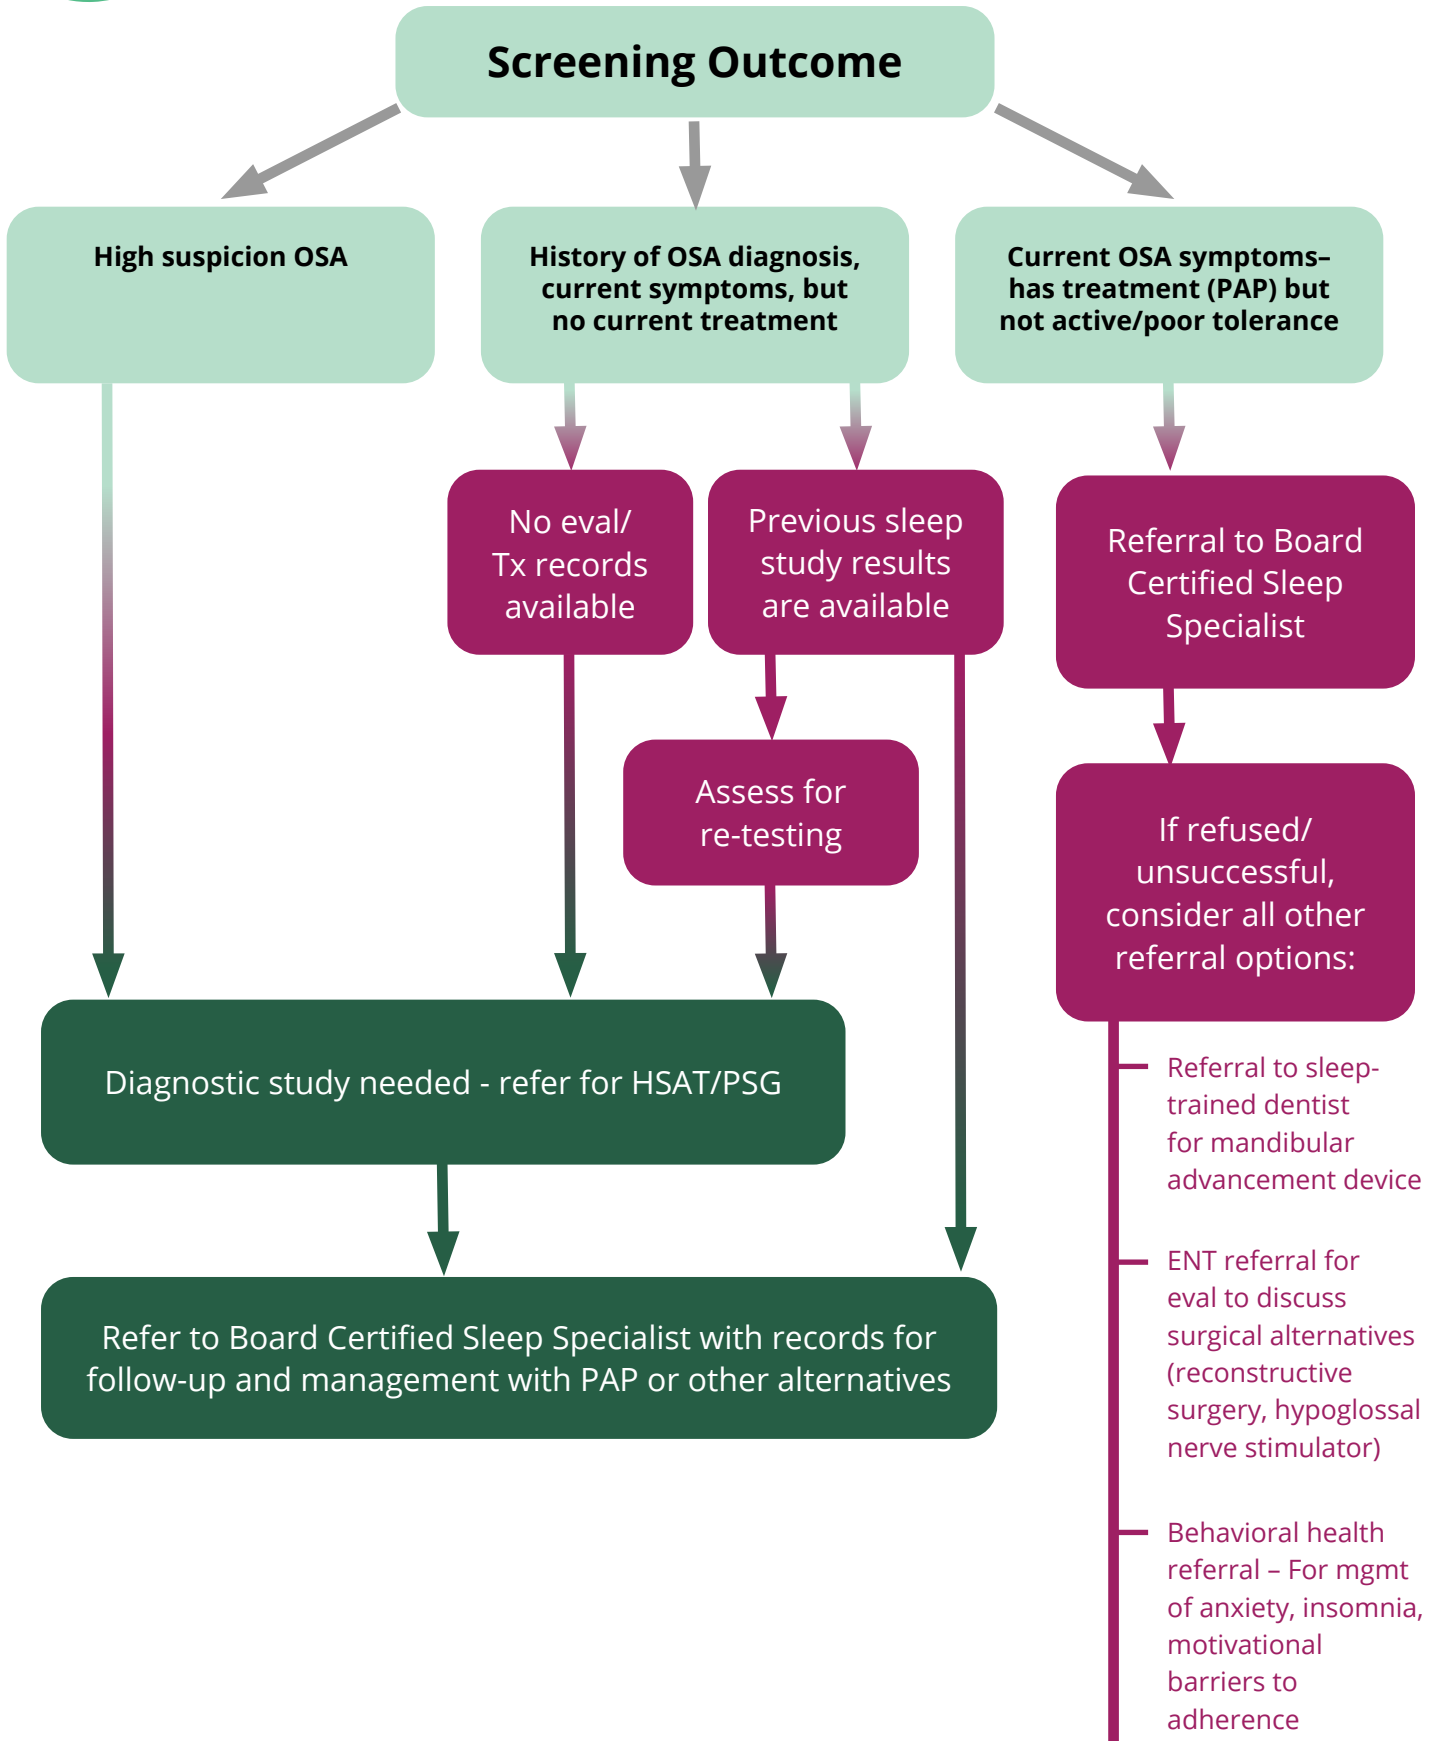 Screening Outcome
High suspicion OSA
History of OSA diagnosis,
current symptoms, but
no current treatment
Current OSA symptoms–
has treatment (PAP) but
not active/poor tolerance
No eval/
Tx records
available
Previous sleep
study results
are available
Referral to Board
Certified Sleep
Specialist
Assess for
re-testing
If refused/
unsuccessful,
consider all other
referral options:
Diagnostic study needed - refer for HSAT/PSG
Refer to Board Certified Sleep Specialist with records for
follow-up and management with PAP or other alternatives
Referral to sleep-
trained dentist
for mandibular
advancement device
ENT referral for
eval to discuss
surgical alternatives
(reconstructive
surgery, hypoglossal
nerve stimulator)
Behavioral health
referral – For mgmt
of anxiety, insomnia,
motivational
barriers to
adherence